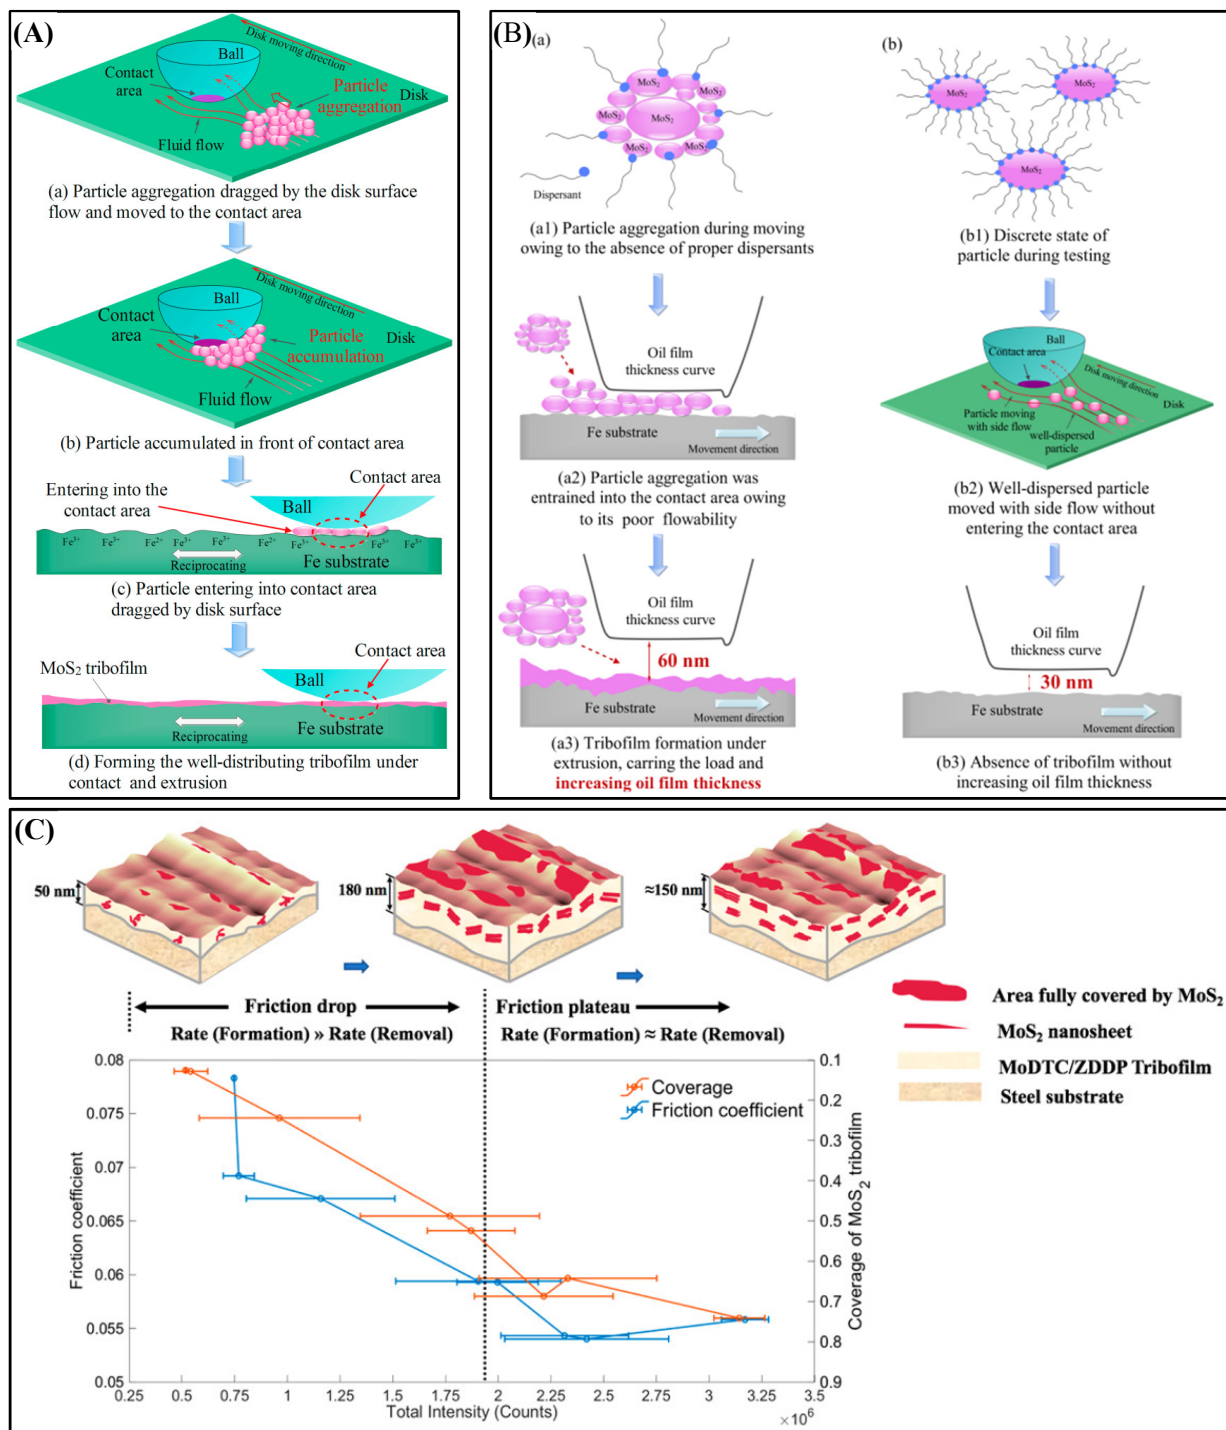 (A)
Disk moving direction
Ball
Contact
area
Particle
aggregation
Disk
Fluid flow
(a) Particle aggregation dragged by the disk surface
flow and moved to the contact area
Disk moving direction
Ball
Contact
area
Particle
accumulation
Disk
Fluid flow
(b) Particle accumulated in front of contact area
Entering into the
contact area
Contact area
Ball
Fe³⁺ Fe³⁺ Fe²⁺ Fe³⁺ Fe³⁺ Fe²⁺ Fe³⁺ Fe³⁺ Fe³⁺
Reciprocating
Fe substrate
(c) Particle entering into contact area
dragged by disk surface
MoS₂ tribofilm
Contact area
Ball
Reciprocating
Fe substrate
(d) Forming the well-distributing tribofilm under
contact and extrusion
(B)
(a)
MoS₂
MoS₂
MoS₂
MoS₂
MoS₂
MoS₂
MoS₂
Dispersant
(a1) Particle aggregation during moving
owing to the absence of proper dispersants
Oil film
thickness curve
Fe substrate
Movement direction
(a2) Particle aggregation was
entrained into the contact area owing
to its poor flowability
Oil film
thickness curve
60 nm
Fe substrate
Movement direction
(a3) Tribofilm formation under
extrusion, carring the load and
increasing oil film thickness
(b)
MoS₂
MoS₂
MoS₂
(b1) Discrete state of
particle during testing
Ball
Contact area
Disk moving direction
Disk
Particle moving
with side flow
well-dispersed
particle
(b2) Well-dispersed particle
moved with side flow without
entering the contact area
Oil film
thickness curve
30 nm
Fe substrate
Movement direction
(b3) Absence of tribofilm without
increasing oil film thickness
(C)
50 nm
180 nm
≈150 nm
Friction drop
Rate (Formation) » Rate (Removal)
Friction plateau
Rate (Formation) ≈ Rate (Removal)
Area fully covered by MoS₂
MoS₂ nanosheet
MoDTC/ZDDP Tribofilm
Steel substrate
Coverage
Friction coefficient
Friction coefficient
0.08
0.075
0.07
0.065
0.06
0.055
0.05
0.1
0.2
0.3
0.4
0.5
0.6
0.7
0.8
0.9
Coverage of MoS₂ tribofilm
0.25 0.5 0.75 1 1.25 1.5 1.75 2 2.25 2.5 2.75 3 3.25 3.5
Total Intensity (Counts)
×10⁶